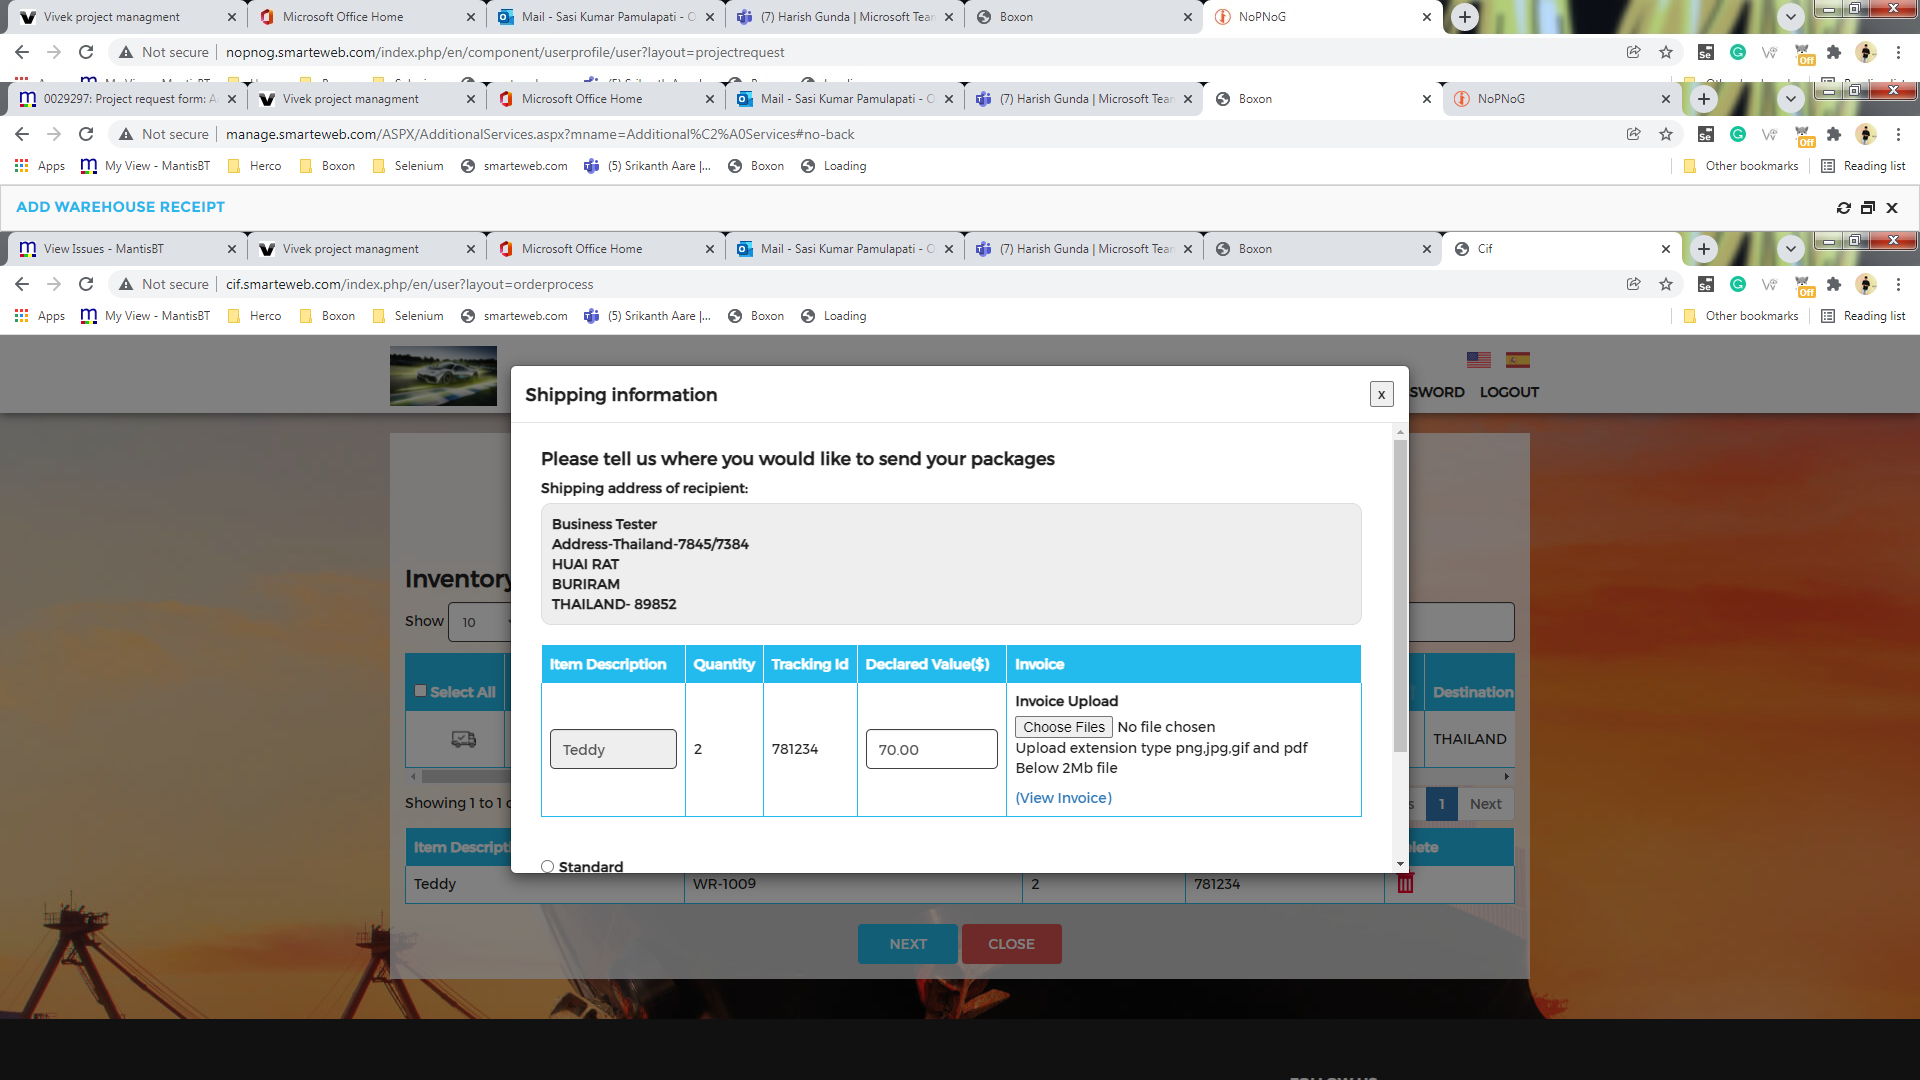 Vivek project managment
Microsoft Office Home
Mail - Sasi Kumar Pamulapati - O
(7) Harish Gunda | Microsoft Tean
Boxon
NoPNoG
Not secure
nopnog.smarteweb.com/index.php/en/component/userprofile/user?layout=projectrequest
Off
0029297: Project request form: A
Vivek project managment
Microsoft Office Home
Mail - Sasi Kumar Pamulapati - O
(7) Harish Gunda | Microsoft Tean
Boxon
NoPNoG
Not secure
manage.smarteweb.com/ASPX/AdditionalServices.aspx?mname=Additional%C2%A0Services#no-back
Off
Apps
My View - MantisBT
Herco
Boxon
Selenium
smarteweb.com
(5) Srikanth Aare |...
Boxon
Loading
Other bookmarks
Reading list
ADD WAREHOUSE RECEIPT
View Issues - MantisBT
Vivek project managment
Microsoft Office Home
Mail - Sasi Kumar Pamulapati - O
(7) Harish Gunda | Microsoft Tean
Boxon
Cif
Not secure
cif.smarteweb.com/index.php/en/user?layout=orderprocess
Off
Apps
My View - MantisBT
Herco
Boxon
Selenium
smarteweb.com
(5) Srikanth Aare |...
Boxon
Loading
Other bookmarks
Reading list
SWORD
LOGOUT
Shipping information
x
Please tell us where you would like to send your packages
Shipping address of recipient:
Business Tester
Address-Thailand-7845/7384
HUAI RAT
BURIRAM
THAILAND- 89852
Inventory
Show 10
Select All
Destination
THAILAND
Item Description Quantity Tracking Id Declared Value($) Invoice
Teddy 2 781234 70.00
Invoice Upload
Choose Files No file chosen
Upload extension type png,jpg,gif and pdf
Below 2Mb file
(View Invoice)
Showing 1 to 1 o
s 1 Next
Standard
Item Descripti
lete
Teddy WR-1009 2 781234
NEXT CLOSE